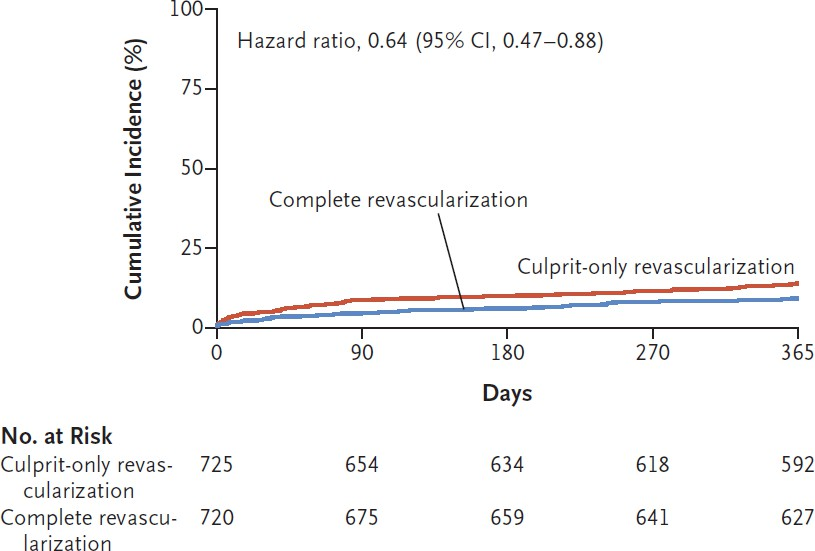 100
Hazard ratio, 0.64 (95% CI, 0.47–0.88)
75
50
25
0
Cumulative Incidence (%)
Complete revascularization
Culprit-only revascularization
0 90 180 270 365
Days
No. at Risk
Culprit-only revas- 725 654 634 618 592
cularization
Complete revascu- 720 675 659 641 627
larization